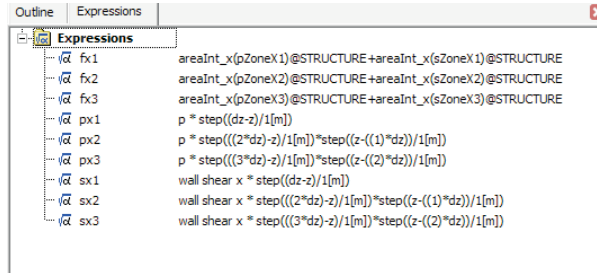 Outline Expressions
Expressions
fx1 areaInt_x(pZoneX1)@STRUCTURE+areaInt_x(sZoneX1)@STRUCTURE
fx2 areaInt_x(pZoneX2)@STRUCTURE+areaInt_x(sZoneX2)@STRUCTURE
fx3 areaInt_x(pZoneX3)@STRUCTURE+areaInt_x(sZoneX3)@STRUCTURE
px1 p * step((dz-z)/1[m])
px2 p * step(((2*dz)-z)/1[m])*step((z-((1)*dz))/1[m])
px3 p * step(((3*dz)-z)/1[m])*step((z-((2)*dz))/1[m])
sx1 wall shear x * step((dz-z)/1[m])
sx2 wall shear x * step(((2*dz)-z)/1[m])*step((z-((1)*dz))/1[m])
sx3 wall shear x * step(((3*dz)-z)/1[m])*step((z-((2)*dz))/1[m])